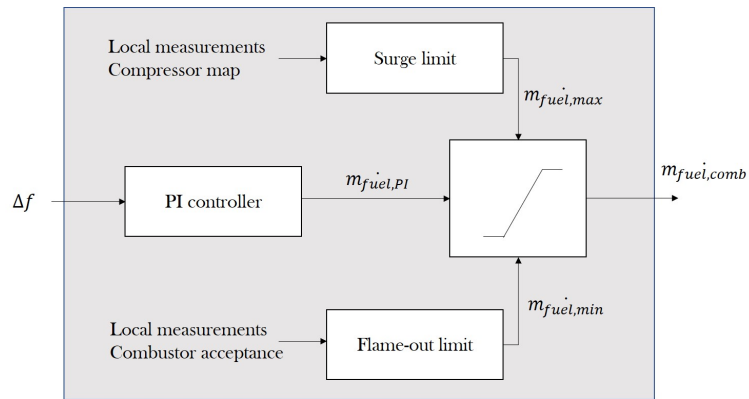 Local measurements
Compressor map
Surge limit
ṁfuel,max
Δf
PI controller
ṁfuel,PI
ṁfuel,comb
Local measurements
Combustor acceptance
Flame-out limit
ṁfuel,min